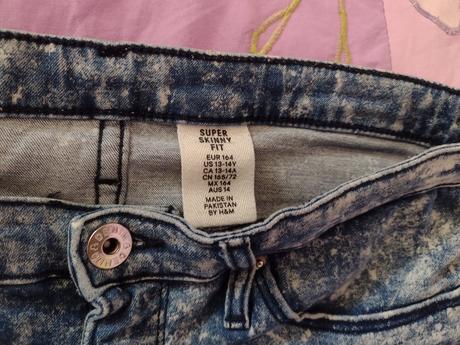 SUPER
SKINNY
FIT
EUR 164
US 13-14Y
CA 13-14A
CN 165/72
MX 164
AUS 14
MADE IN
PAKISTAN
BY H&M